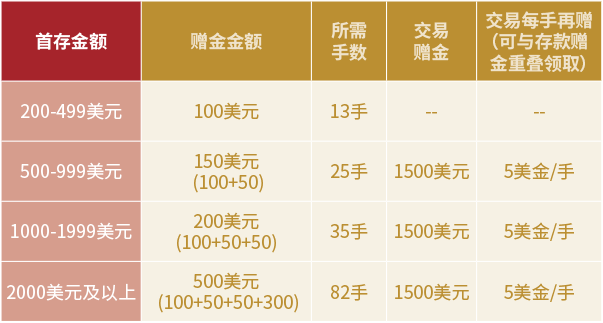 首存金额
赠金金额
所需
手数
交易
赠金
交易每手再赠
（可与存款赠
金重叠领取）
200-499美元
100美元
13手
--
--
500-999美元
150美元
(100+50)
25手
1500美元
5美金/手
1000-1999美元
200美元
(100+50+50)
35手
1500美元
5美金/手
2000美元及以上
500美元
(100+50+50+300)
82手
1500美元
5美金/手